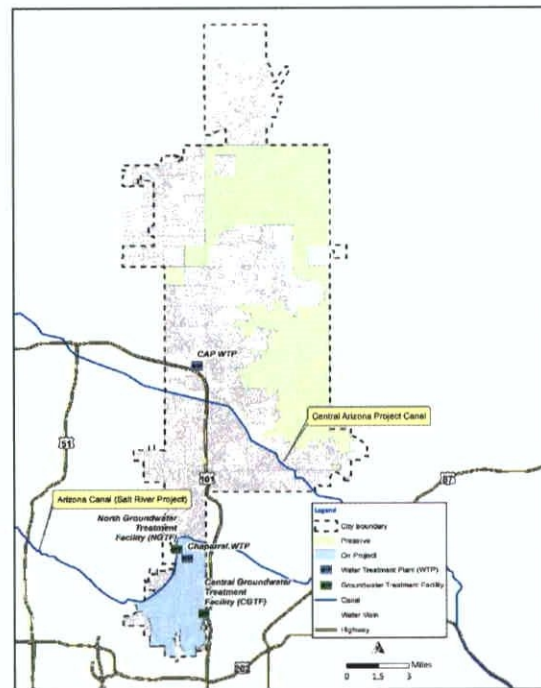 CAP WTP
Central Arizona Project Canal
51
101
87
Arizona Canal (Salt River Project)
North Groundwater
Treatment
Facility (NGTF)
Chaparral WTP
Central Groundwater
Treatment
Facility (CGTF)
202
Legend
City boundary
Preserve
On Project
Water Treatment Plant (WTP)
Groundwater Treatment Facility
Canal
Water Main
Highway
0 1.5 3 Miles